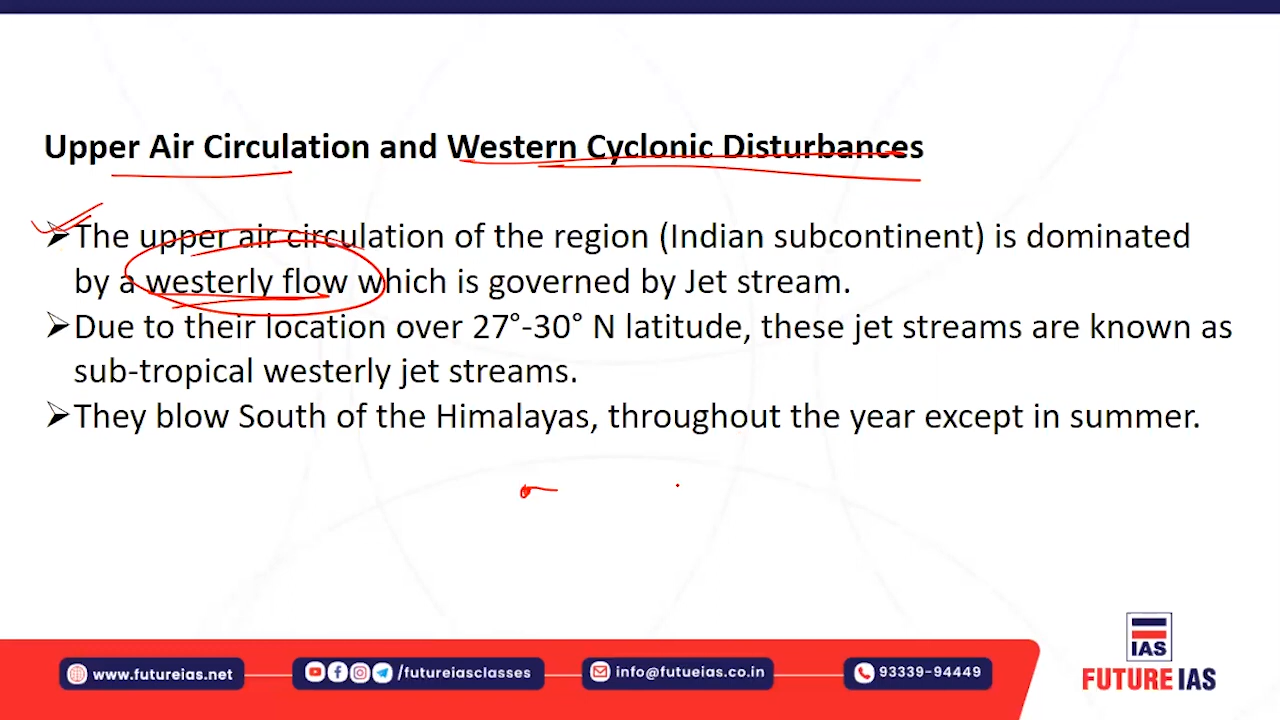 Upper Air Circulation and Western Cyclonic Disturbances
➢The upper air circulation of the region (Indian subcontinent) is dominated
by a westerly flow which is governed by Jet stream.
➢Due to their location over 27°-30° N latitude, these jet streams are known as
sub-tropical westerly jet streams.
➢They blow South of the Himalayas, throughout the year except in summer.
IAS
www.futureias.net
/futureiasclasses
info@futueias.co.in
93339-94449
FUTURE IAS